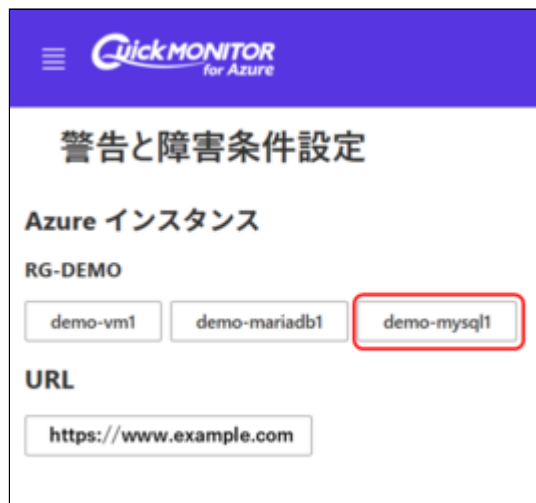 QuickMONITOR
for Azure
警告と障害条件設定
Azure インスタンス
RG-DEMO
demo-vm1 demo-mariadb1 demo-mysql1
URL
https://www.example.com